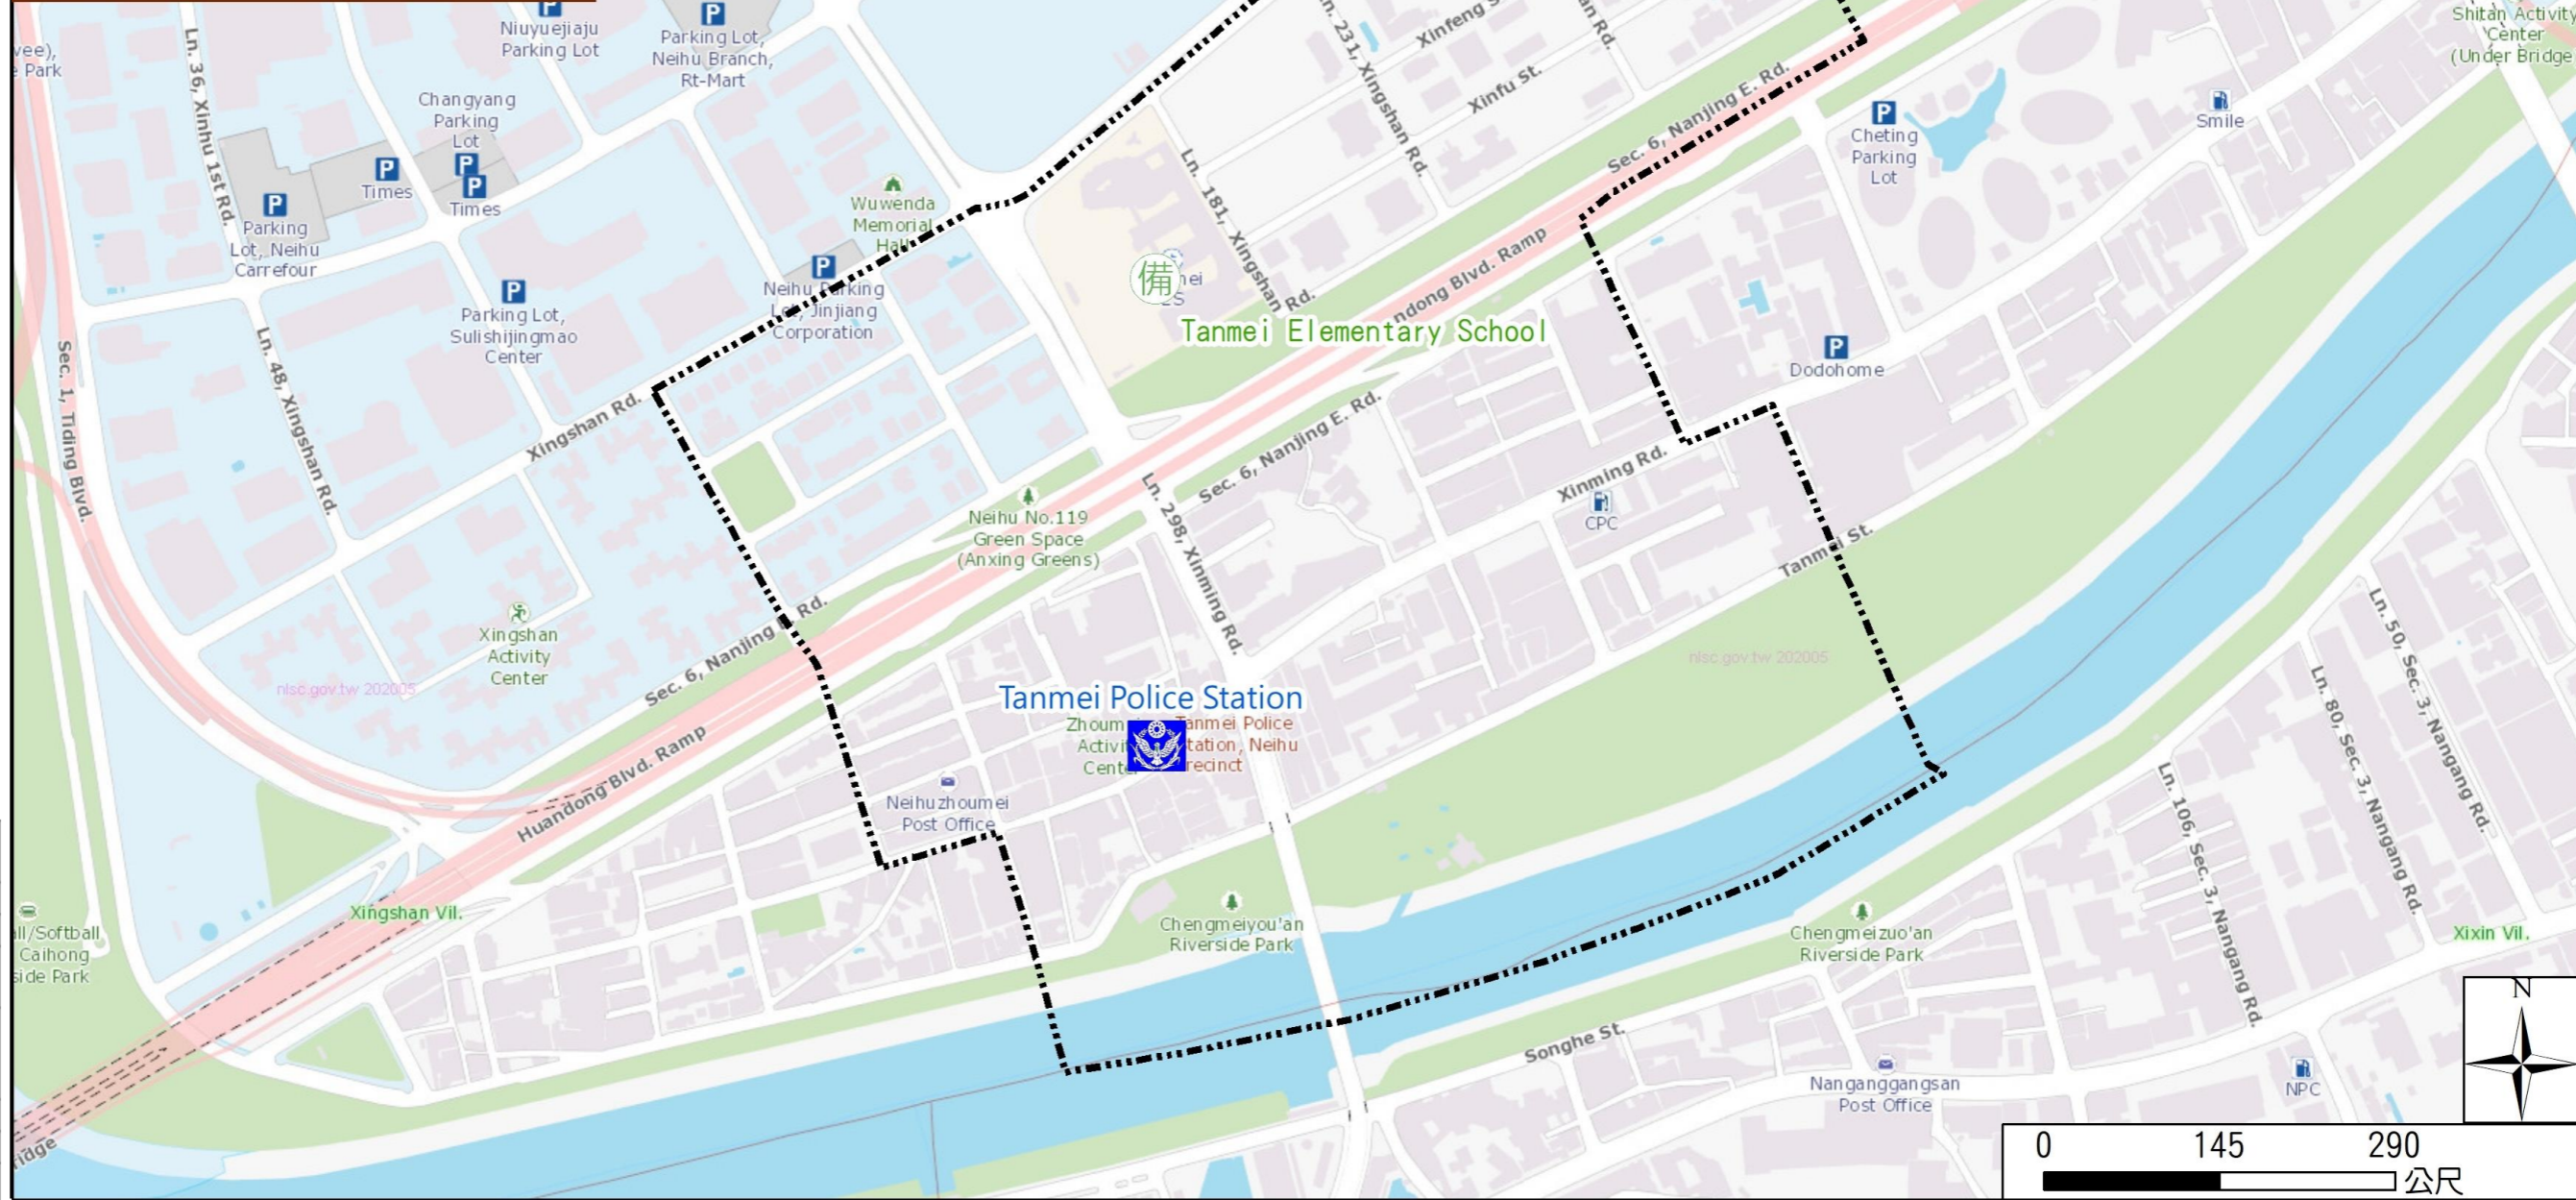 Niuyuejiaju
Parking Lot
Parking Lot,
Neihu Branch,
Rt-Mart
Ln. 36, Xinhu 1st Rd.
Changyang
Parking
Lot
Times
Times
Parking
Lot, Neihu
Carrefour
Parking Lot,
Sulishijingmao
Center
Wuwenda
Memorial
Hall
Neihu Parking
Lot, Jinjiang
Corporation
Ln. 231, Xingshan Rd.
Xinfu St.
Ln. 181, Xingshan Rd.
備
Tanmei Elementary School
Sec. 6, Nanjing E. Rd.
Cheting
Parking
Lot
Smile
Shitan Activity
Center
(Under Bridge
Dodohome
Sec. 1, Tiding Blvd.
Ln. 48, Xingshan Rd.
Xingshan Rd.
Sec. 6, Nanjing E. Rd.
Xinming Rd.
CPC
Tanmei St.
Neihu No.119
Green Space
(Anxing Greens)
Ln. 298, Xinming Rd.
Xingshan
Activity
Center
nlsc.gov.tw 202005
Sec. 6, Nanjing E. Rd.
Huandong Blvd. Ramp
nlsc.gov.tw 202005
Tanmei Police Station
Tanmei Police
Station, Neihu
Precinct
Neihuzhoumei
Post Office
Xingshan Vil.
all/Softball
Caihong
side Park
Chengmeiyou'an
Riverside Park
Chengmeizuo'an
Riverside Park
Ln. 50, Sec. 3, Nangang Rd.
Ln. 80, Sec. 3, Nangang Rd.
Ln. 106, Sec. 3, Nangang Rd.
Xixin Vil.
Songhe St.
Nanganggangsan
Post Office
NPC
N
0 145 290
公尺